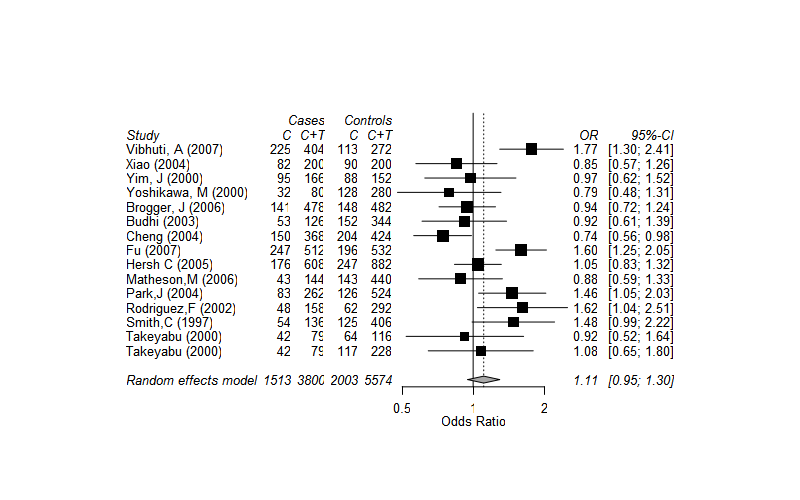 Cases Controls
Study C C+T C C+T OR 95%-CI
Vibhuti, A (2007) 225 404 113 272 1.77 [1.30; 2.41]
Xiao (2004) 82 200 90 200 0.85 [0.57; 1.26]
Yim, J (2000) 95 166 88 152 0.97 [0.62; 1.52]
Yoshikawa, M (2000) 32 80 128 280 0.79 [0.48; 1.31]
Brogger, J (2006) 141 478 148 482 0.94 [0.72; 1.24]
Budhi (2003) 53 126 152 344 0.92 [0.61; 1.39]
Cheng (2004) 150 368 204 424 0.74 [0.56; 0.98]
Fu (2007) 247 512 196 532 1.60 [1.25; 2.05]
Hersh C (2005) 176 608 247 882 1.05 [0.83; 1.32]
Matheson,M (2006) 43 144 143 440 0.88 [0.59; 1.33]
Park,J (2004) 83 262 126 524 1.46 [1.05; 2.03]
Rodriguez,F (2002) 48 158 62 292 1.62 [1.04; 2.51]
Smith,C (1997) 54 136 125 406 1.48 [0.99; 2.22]
Takeyabu (2000) 42 79 64 116 0.92 [0.52; 1.64]
Takeyabu (2000) 42 79 117 228 1.08 [0.65; 1.80]
Random effects model 1513 3800 2003 5574 1.11 [0.95; 1.30]
0.5 1 2
Odds Ratio